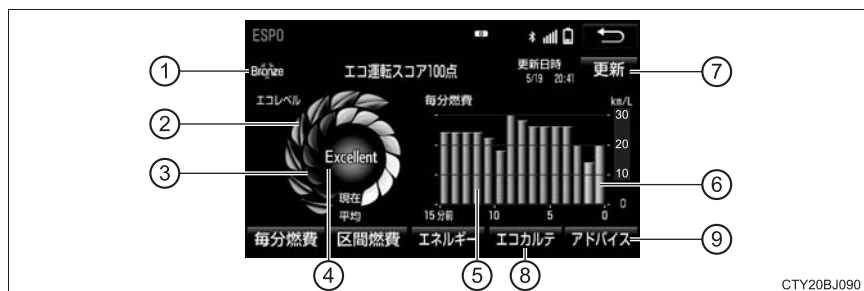 ESPO
① Bronze エコ運転スコア100点 更新日時 5/19 20:41 更新 ⑦
エコレベル
②
③
Excellent
現在
平均
④
毎分燃費 km/L
30
20
10
0
15分前 10 5 0
⑤
⑥
毎分燃費 区間燃費 エネルギー エコカルテ アドバイス ⑨
⑧
CTY20BJ090